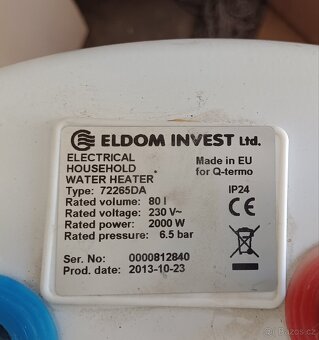 ELDOM INVEST Ltd.
ELECTRICAL
HOUSEHOLD
WATER HEATER
Made in EU
for Q-termo
Type: 72265DA
IP24
Rated volume: 80 l
Rated voltage: 230 V~
Rated power: 2000 W
Rated pressure: 6.5 bar
CE
Ser. No: 0000812840
Prod. date: 2013-10-23
©bazos.cz